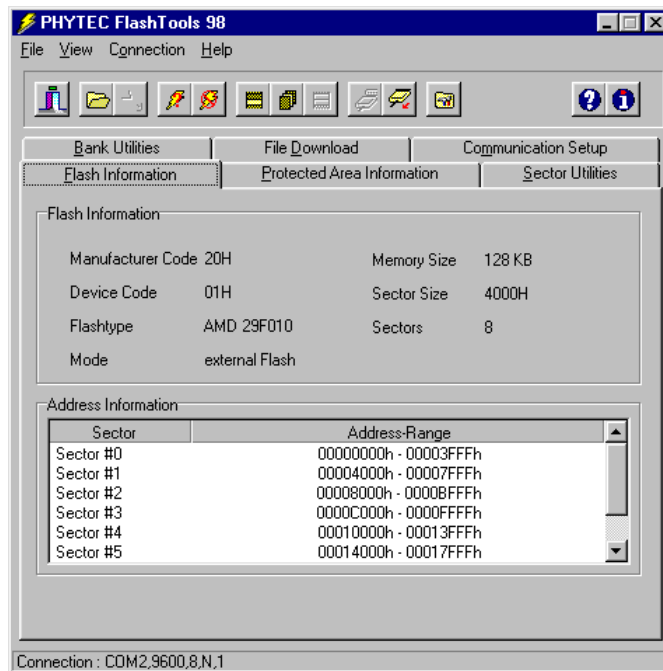 PHYTEC FlashTools 98
File View Connection Help
Bank Utilities File Download Communication Setup
Flash Information Protected Area Information Sector Utilities
Flash Information
Manufacturer Code 20H Memory Size 128 KB
Device Code 01H Sector Size 4000H
Flashtype AMD 29F010 Sectors 8
Mode external Flash
Address Information
Sector Address-Range
Sector #0 00000000h - 00003FFFh
Sector #1 00004000h - 00007FFFh
Sector #2 00008000h - 0000BFFFh
Sector #3 0000C000h - 0000FFFFh
Sector #4 00010000h - 00013FFFh
Sector #5 00014000h - 00017FFFh
Connection : COM2,9600,8,N,1